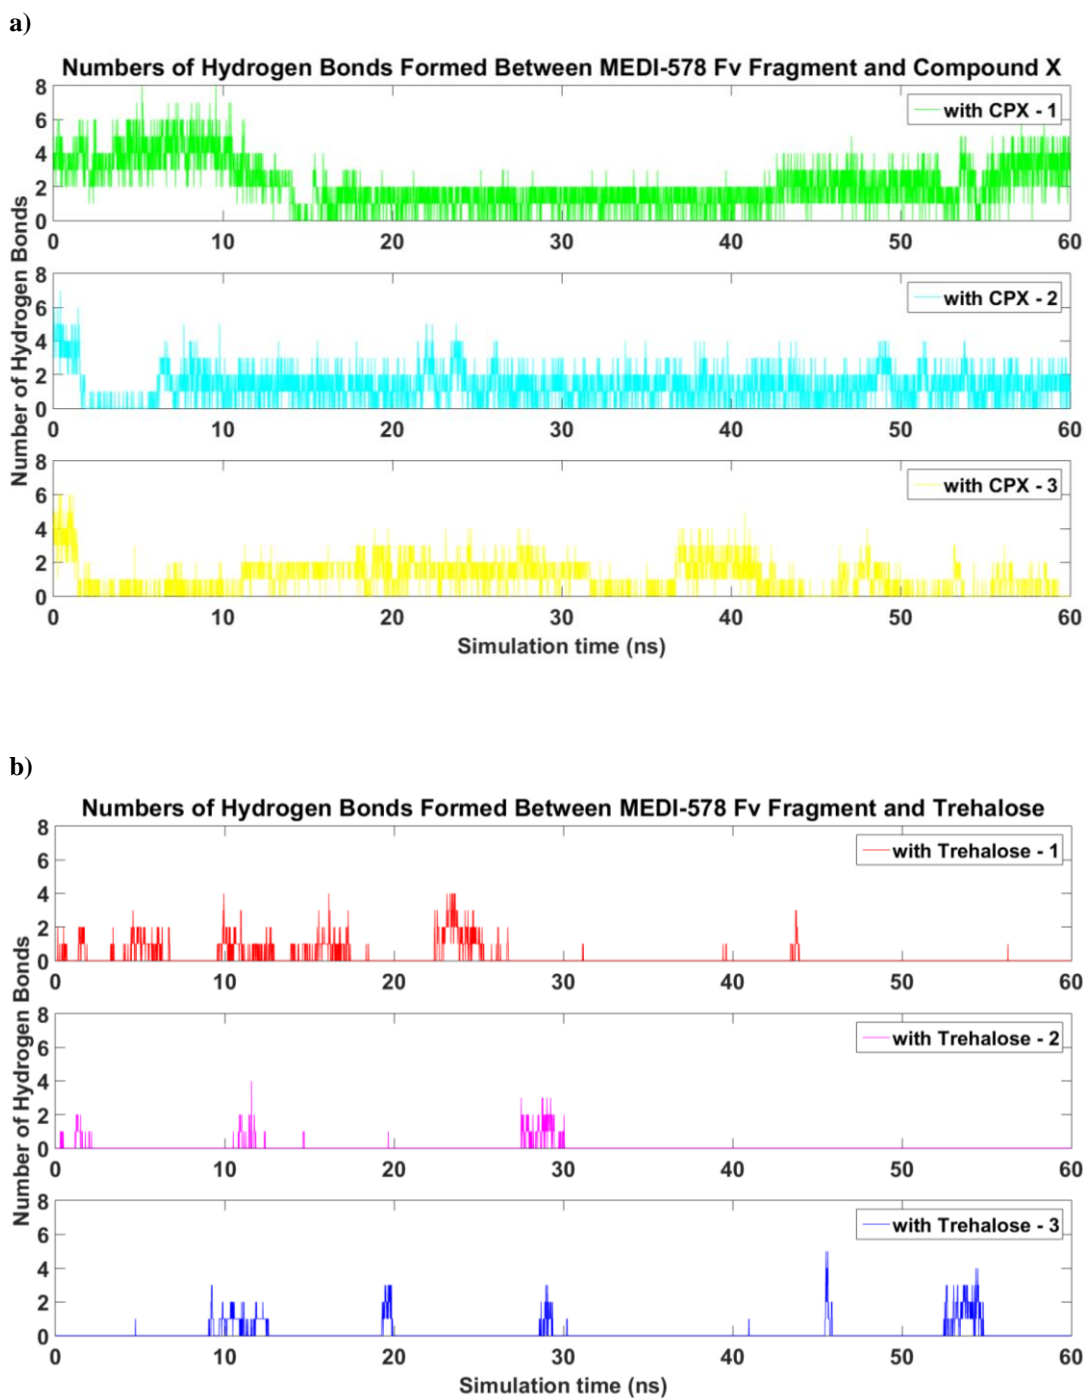 a)
Numbers of Hydrogen Bonds Formed Between MEDI-578 Fv Fragment and Compound X
Number of Hydrogen Bonds
8
6
4
2
0
with CPX - 1
0 10 20 30 40 50 60
8
6
4
2
0
with CPX - 2
0 10 20 30 40 50 60
8
6
4
2
0
with CPX - 3
0 10 20 30 40 50 60
Simulation time (ns)
b)
Numbers of Hydrogen Bonds Formed Between MEDI-578 Fv Fragment and Trehalose
Number of Hydrogen Bonds
8
6
4
2
0
with Trehalose - 1
0 10 20 30 40 50 60
8
6
4
2
0
with Trehalose - 2
0 10 20 30 40 50 60
8
6
4
2
0
with Trehalose - 3
0 10 20 30 40 50 60
Simulation time (ns)